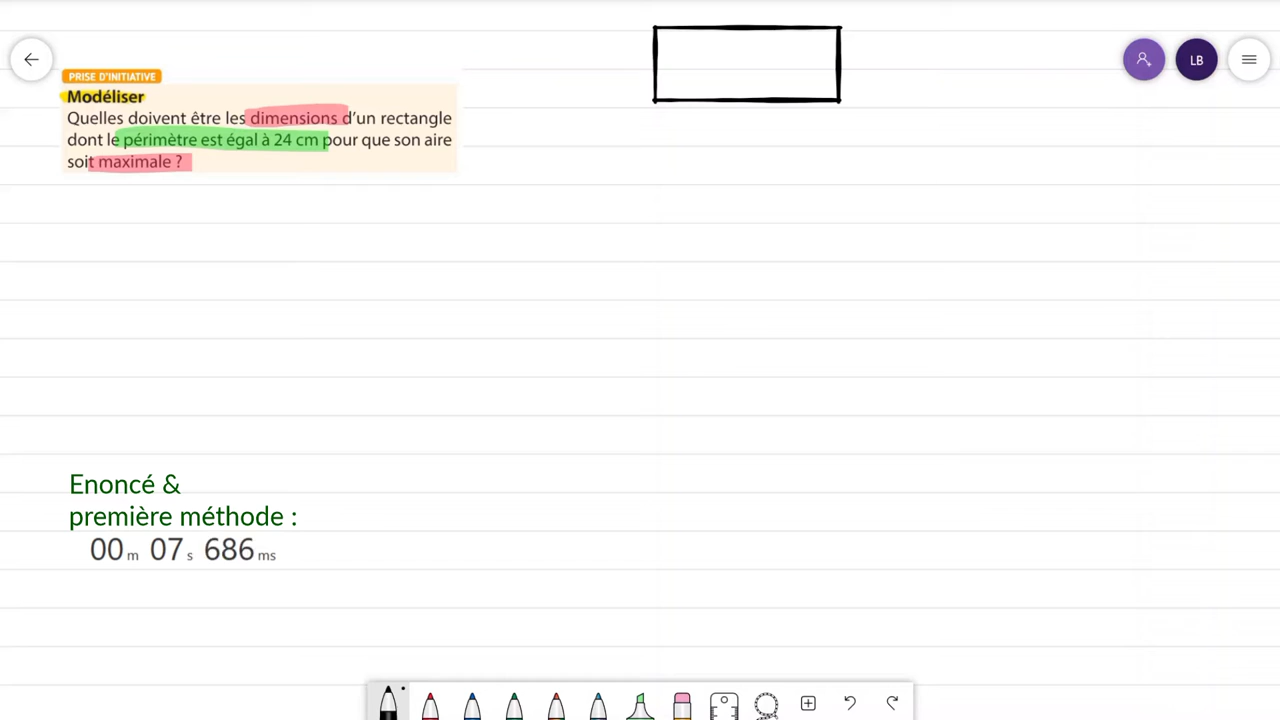 PRISE D'INITIATIVE
Modéliser
Quelles doivent être les dimensions d'un rectangle
dont le périmètre est égal à 24 cm pour que son aire
soit maximale ?
LB
Enoncé &
première méthode :
00 m 07 s 686 ms